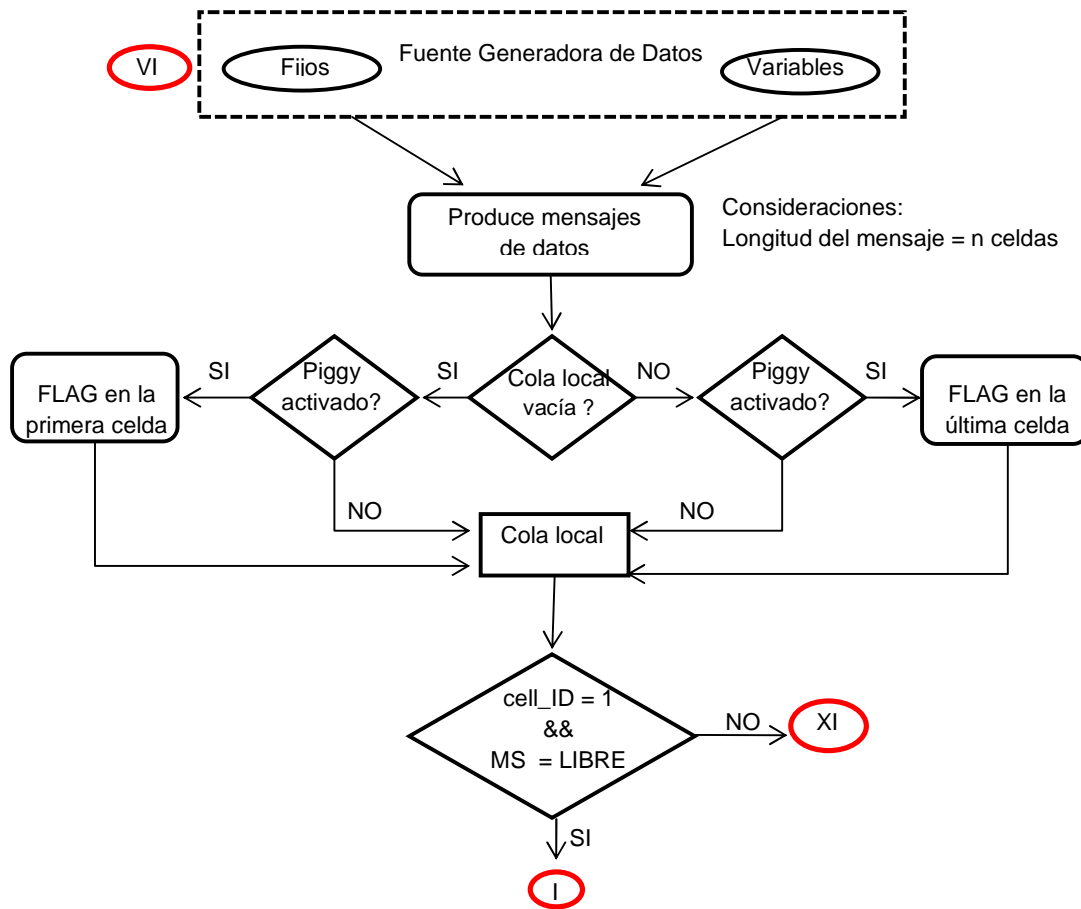 VI
Fuente Generadora de Datos
Fijos
Variables
Produce mensajes
de datos
Consideraciones:
Longitud del mensaje = n celdas
FLAG en la
primera celda
SI
Piggy
activado?
SI
Cola local
vacía ?
NO
Piggy
activado?
SI
FLAG en la
última celda
NO
Cola local
NO
cell_ID = 1
&&
MS = LIBRE
NO
XI
SI
I